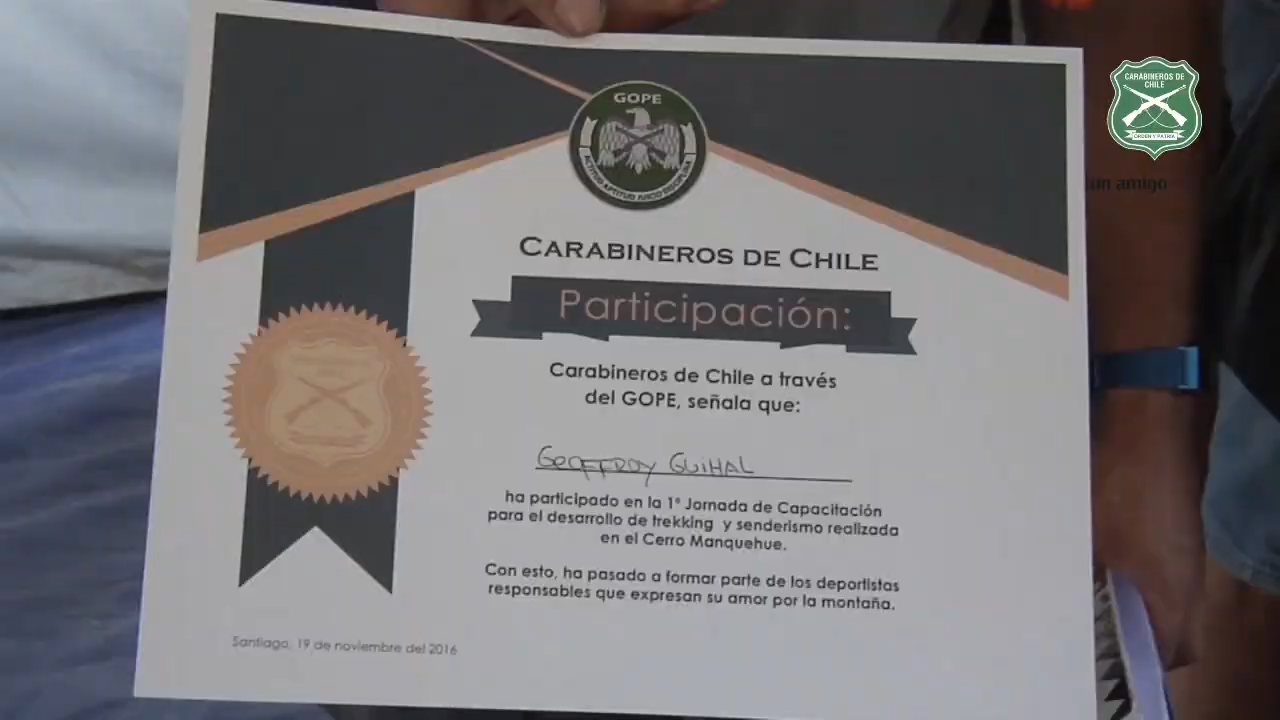 GOPE
CARABINEROS DE
CHILE
ORDEN Y PATRIA
un amigo
CARABINEROS DE CHILE
Participación:
Carabineros de Chile a través
del GOPE, señala que:
GEOFFROY GUIHAL
ha participado en la 1° Jornada de Capacitación
para el desarrollo de trekking y senderismo realizada
en el Cerro Manquehue.
Con esto, ha pasado a formar parte de los deportistas
responsables que expresan su amor por la montaña.
Santiago, 19 de noviembre del 2016